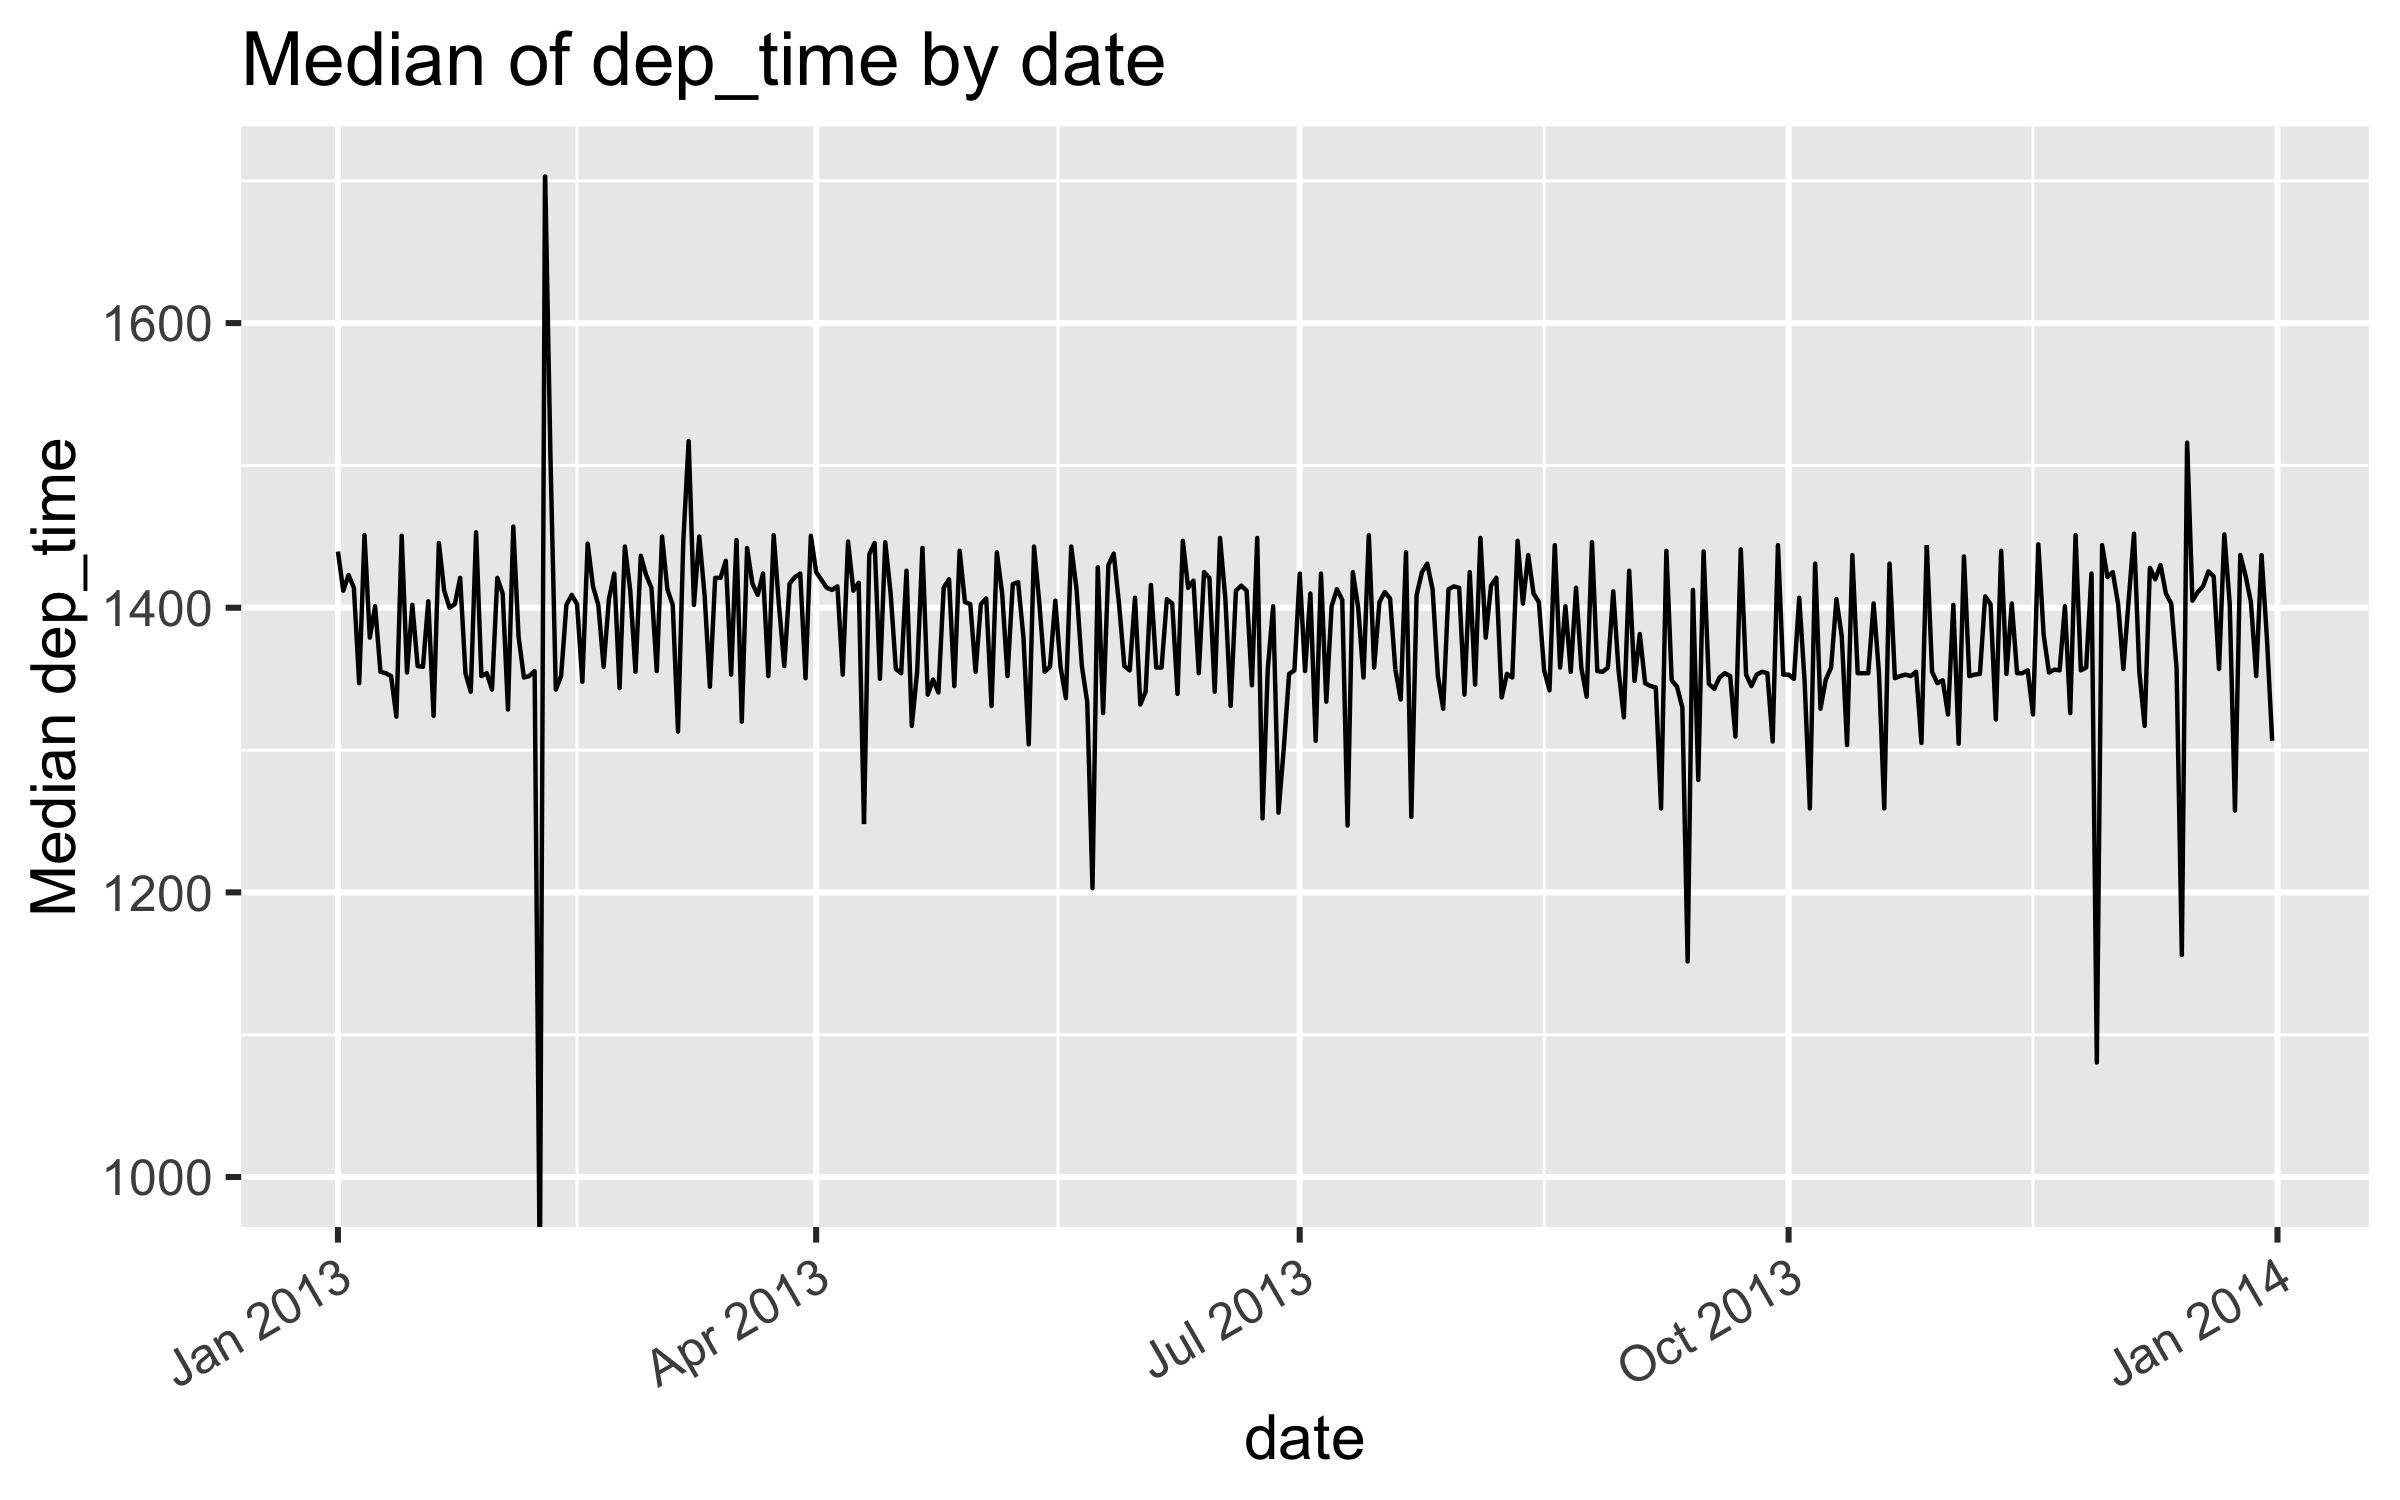 Median of dep_time by date
Median dep_time
1600
1400
1200
1000
Jan 2013
Apr 2013
Jul 2013
Oct 2013
Jan 2014
date